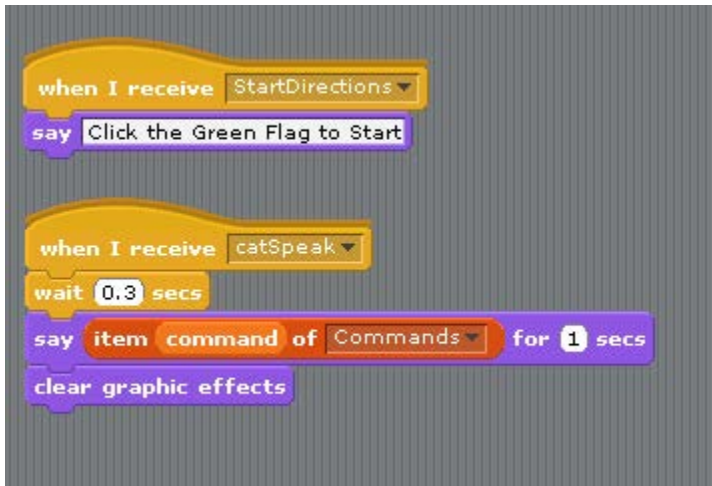 when I receive StartDirections
say Click the Green Flag to Start
when I receive catSpeak
wait 0.3 secs
say item command of Commands for 1 secs
clear graphic effects